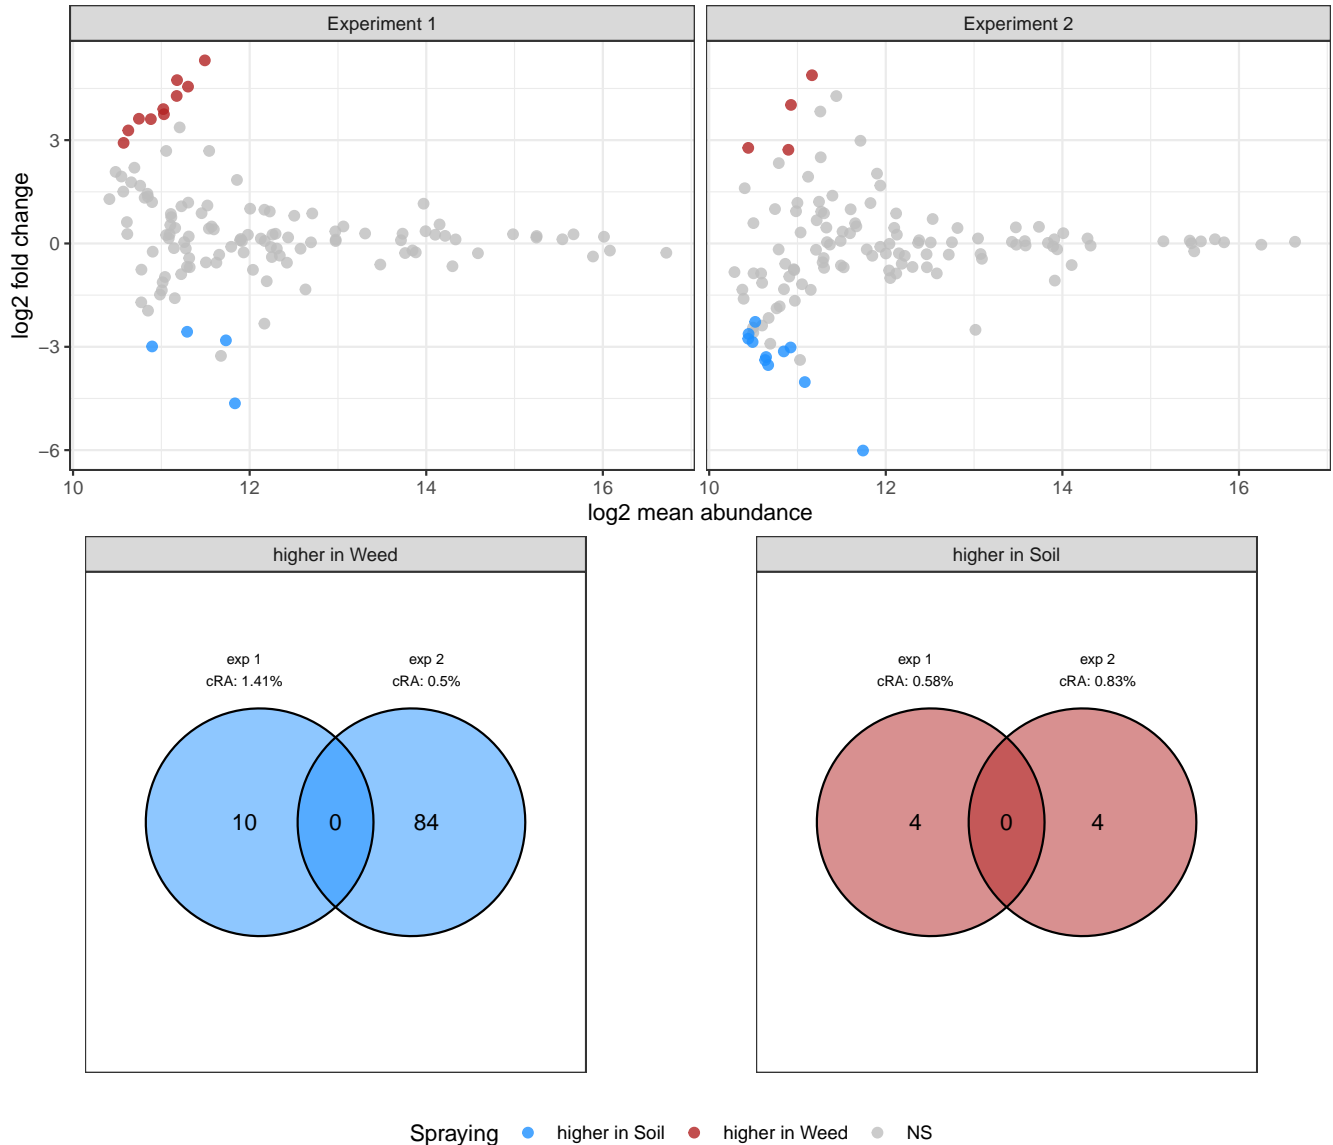 Experiment 1
Experiment 2
log2 fold change
3
0
−3
−6
10
12
14
16
10
12
14
16
log2 mean abundance
higher in Weed
higher in Soil
exp 1
cRA: 1.41%
exp 2
cRA: 0.5%
10
0
84
exp 1
cRA: 0.58%
exp 2
cRA: 0.83%
4
0
4
Spraying higher in Soil higher in Weed NS